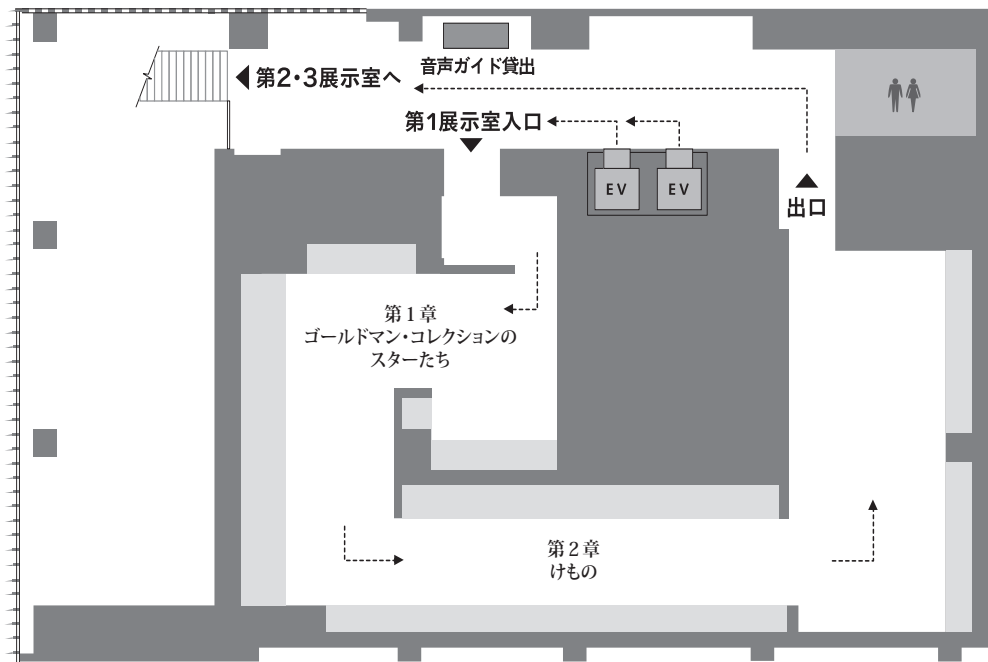 音声ガイド貸出
第2・3展示室へ
第1展示室入口
EV
EV
出口
第1章
ゴールドマン・コレクションの
スターたち
第2章
けもの